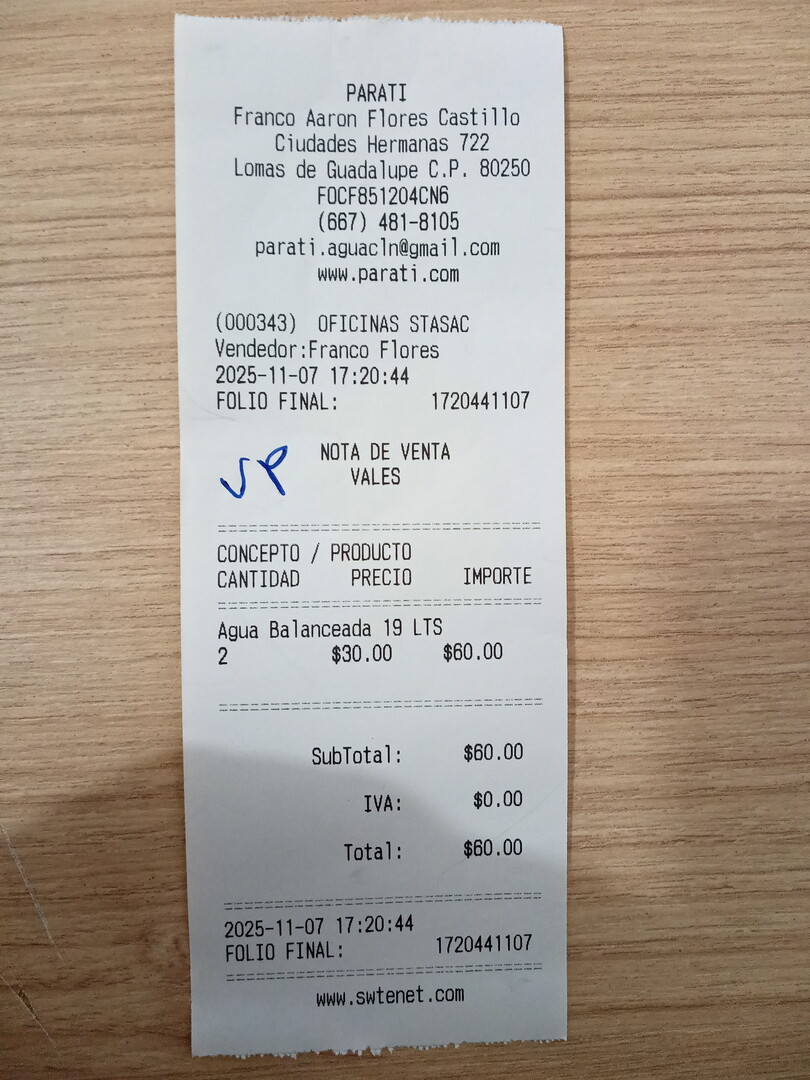 PARATI
Franco Aaron Flores Castillo
Ciudades Hermanas 722
Lomas de Guadalupe C.P. 80250
FOCF851204CN6
(667) 481-8105
parati.aguacln@gmail.com
www.parati.com
(000343) OFICINAS STASAC
Vendedor:Franco Flores
2025-11-07 17:20:44
FOLIO FINAL: 1720441107
NOTA DE VENTA
VALES
CONCEPTO / PRODUCTO
CANTIDAD PRECIO IMPORTE
Agua Balanceada 19 LTS
2 $30.00 $60.00
SubTotal: $60.00
IVA: $0.00
Total: $60.00
2025-11-07 17:20:44
FOLIO FINAL: 1720441107
www.swtenet.com